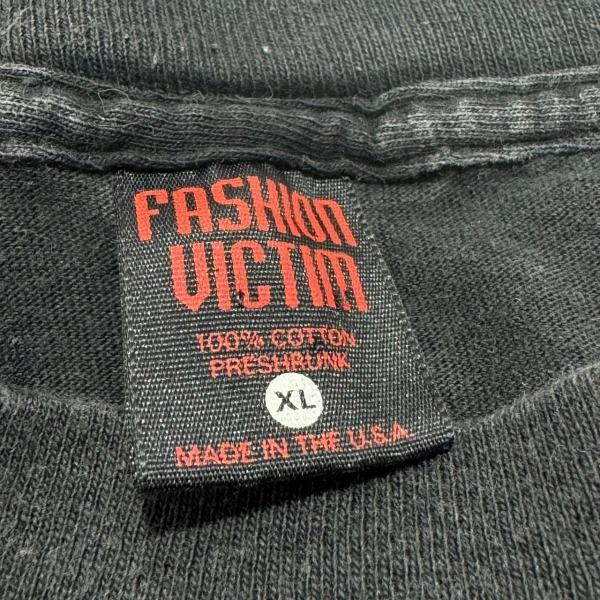 FASHION
VICTIM
100% COTTON
PRESHRUNK
XL
MADE IN THE U.S.A.